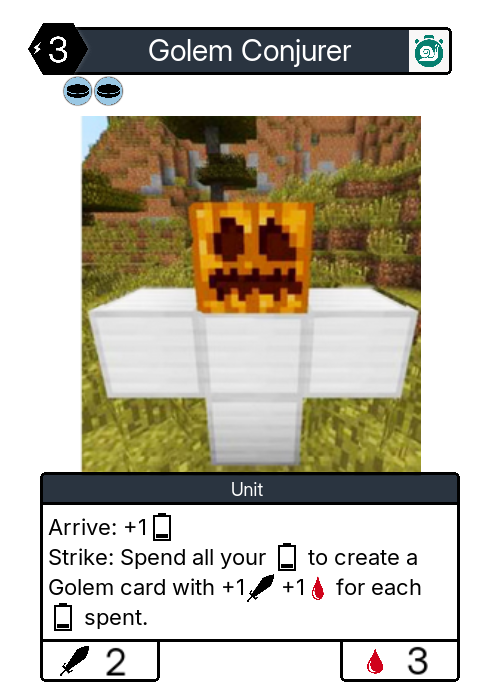 3
Golem Conjurer
Unit
Arrive: +1
Strike: Spend all your to create a
Golem card with +1 +1 for each
spent.
2
3